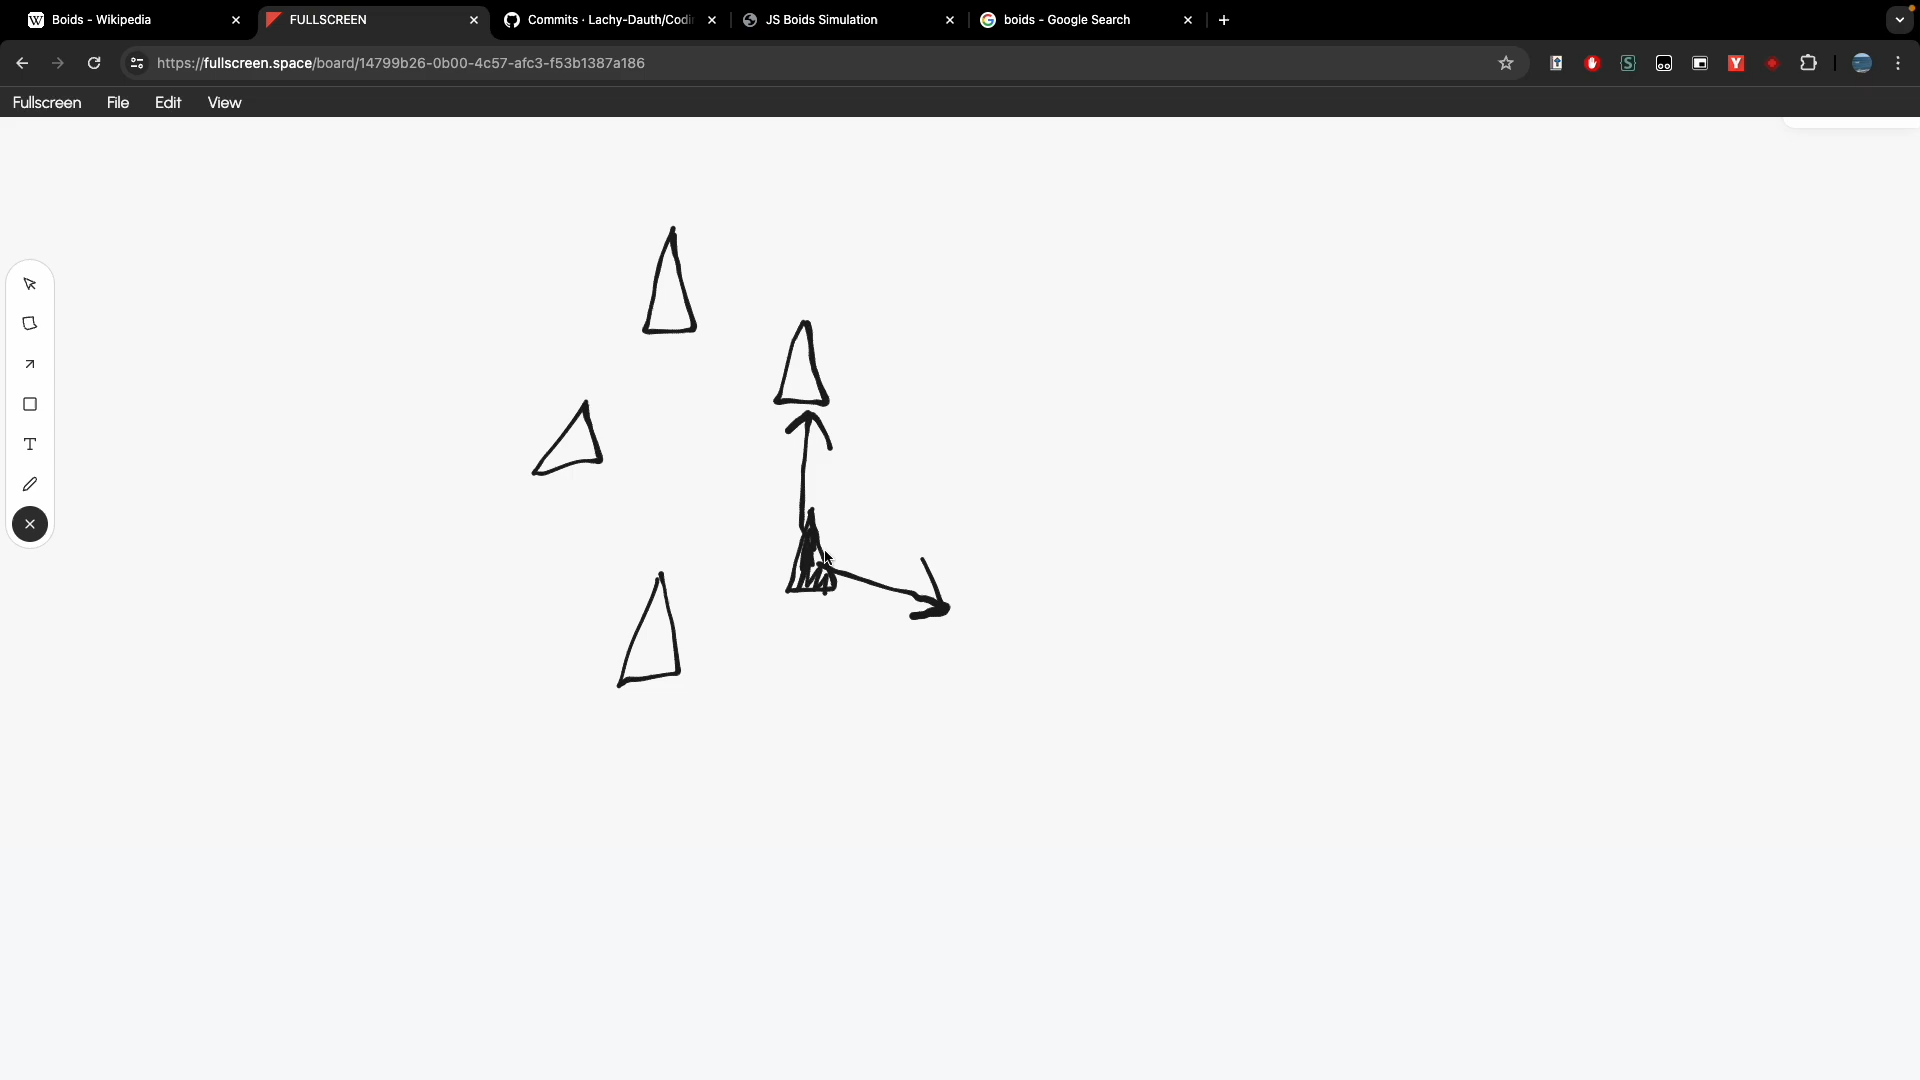 Boids - Wikipedia
FULLSCREEN
Commits · Lachy-Dauth/Codin
JS Boids Simulation
boids - Google Search
https://fullscreen.space/board/14799b26-0b00-4c57-afc3-f53b1387a186
Fullscreen File Edit View
T